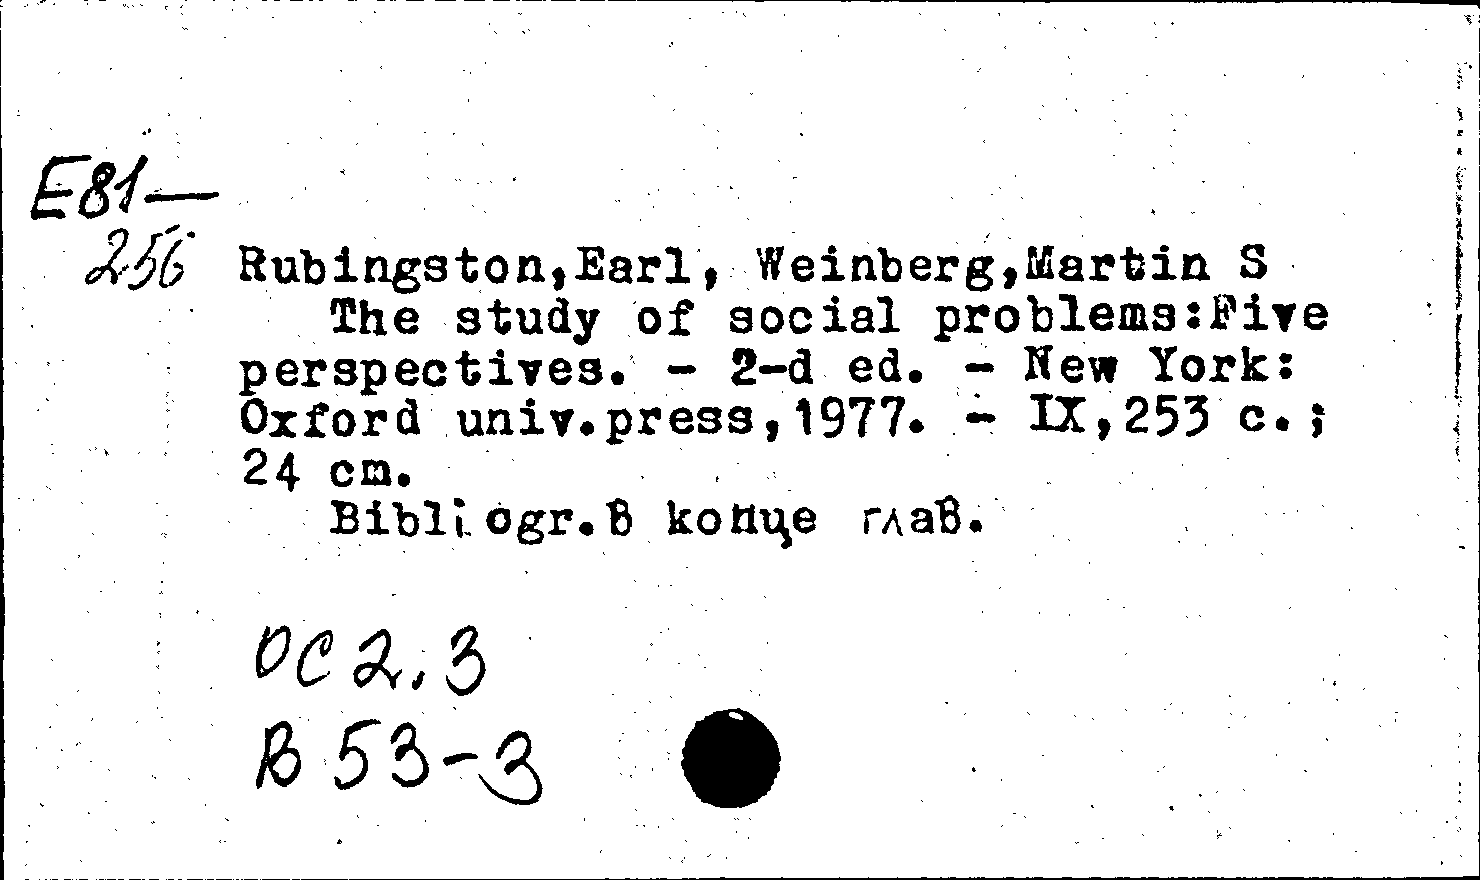 E81—
256
Rubingston,Earl, Weinberg,Martin S
The study of social problems:Five
perspectives. - 2-d ed. - New York:
Oxford univ.press,1977. - IX,253 c.;
24 cm.
Bibliogr.в конце глав.
ОС 2.3
В 53-3